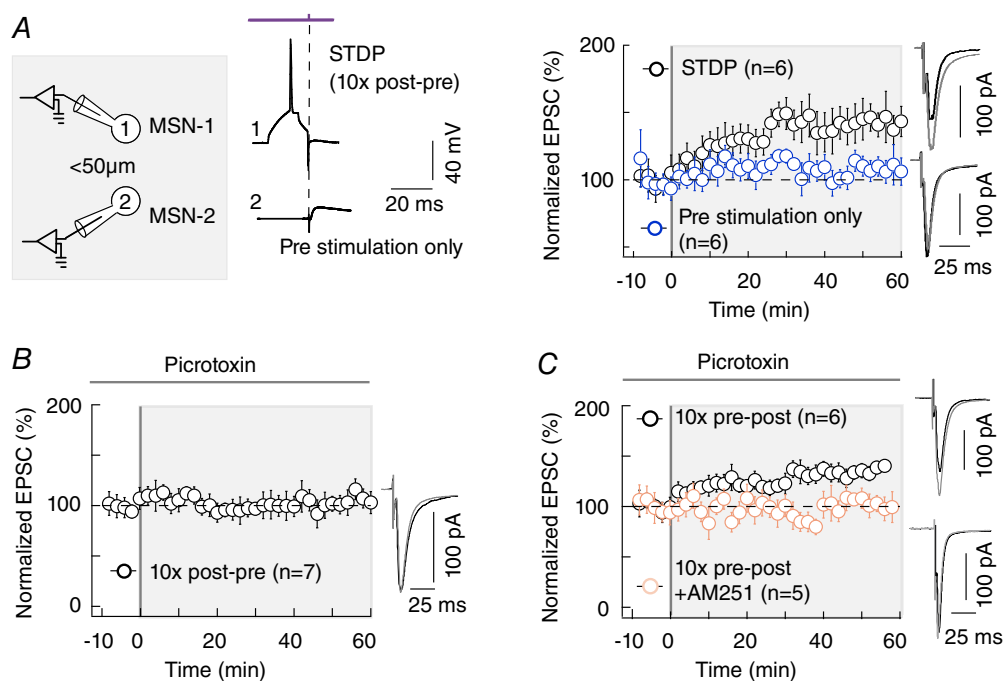 A
1
MSN-1
<50µm
2
MSN-2
STDP
(10x post-pre)
1
40 mV
20 ms
2
Pre stimulation only
Normalized EPSC (%)
200
100
STDP (n=6)
Pre stimulation only
(n=6)
-10 0 20 40 60
Time (min)
100 pA
100 pA
25 ms
B
Picrotoxin
Normalized EPSC (%)
200
100
0
10x post-pre (n=7)
-10 0 20 40 60
Time (min)
100 pA
25 ms
C
Picrotoxin
Normalized EPSC (%)
200
100
0
10x pre-post (n=6)
10x pre-post
+AM251 (n=5)
-10 0 20 40 60
Time (min)
100 pA
100 pA
25 ms